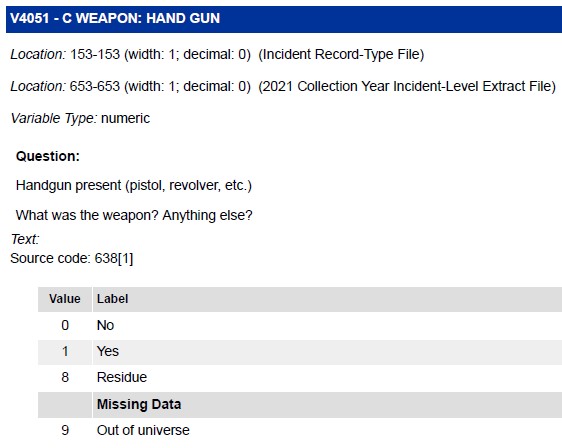 V4051 - C WEAPON: HAND GUN
Location: 153-153 (width: 1; decimal: 0) (Incident Record-Type File)
Location: 653-653 (width: 1; decimal: 0) (2021 Collection Year Incident-Level Extract File)
Variable Type: numeric
Question:
Handgun present (pistol, revolver, etc.)
What was the weapon? Anything else?
Text:
Source code: 638[1]
Value Label
0 No
1 Yes
8 Residue
Missing Data
9 Out of universe